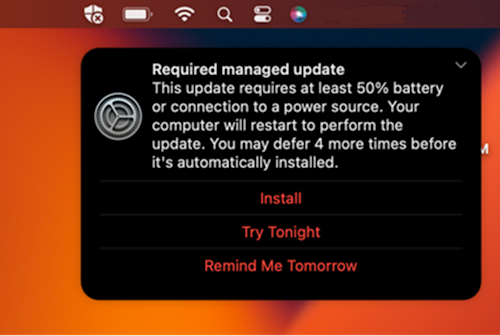 Required managed update
This update requires at least 50% battery
or connection to a power source. Your
computer will restart to perform the
update. You may defer 4 more times before
it's automatically installed.
Install
Try Tonight
Remind Me Tomorrow